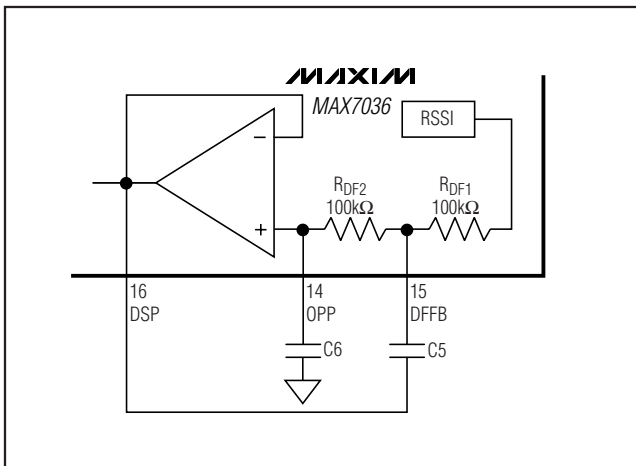 MAXIM
MAX7036
RSSI
−
+
RDF2
100kΩ
RDF1
100kΩ
16
DSP
14
OPP
15
DFFB
C6
C5